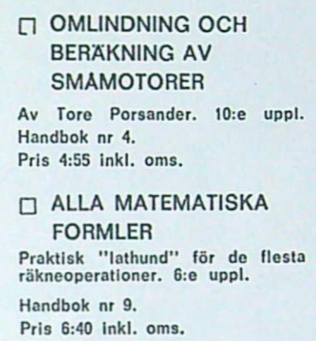 OMLINDNING OCH
BERÄKNING AV
SMÅMOTORER
Av Tore Porsander. 10:e uppl.
Handbok nr 4.
Pris 4:55 inkl. oms.
ALLA MATEMATISKA
FORMLER
Praktisk "lathund" för de flesta
räkneoperationer. 6:e uppl.
Handbok nr 9.
Pris 6:40 inkl. oms.